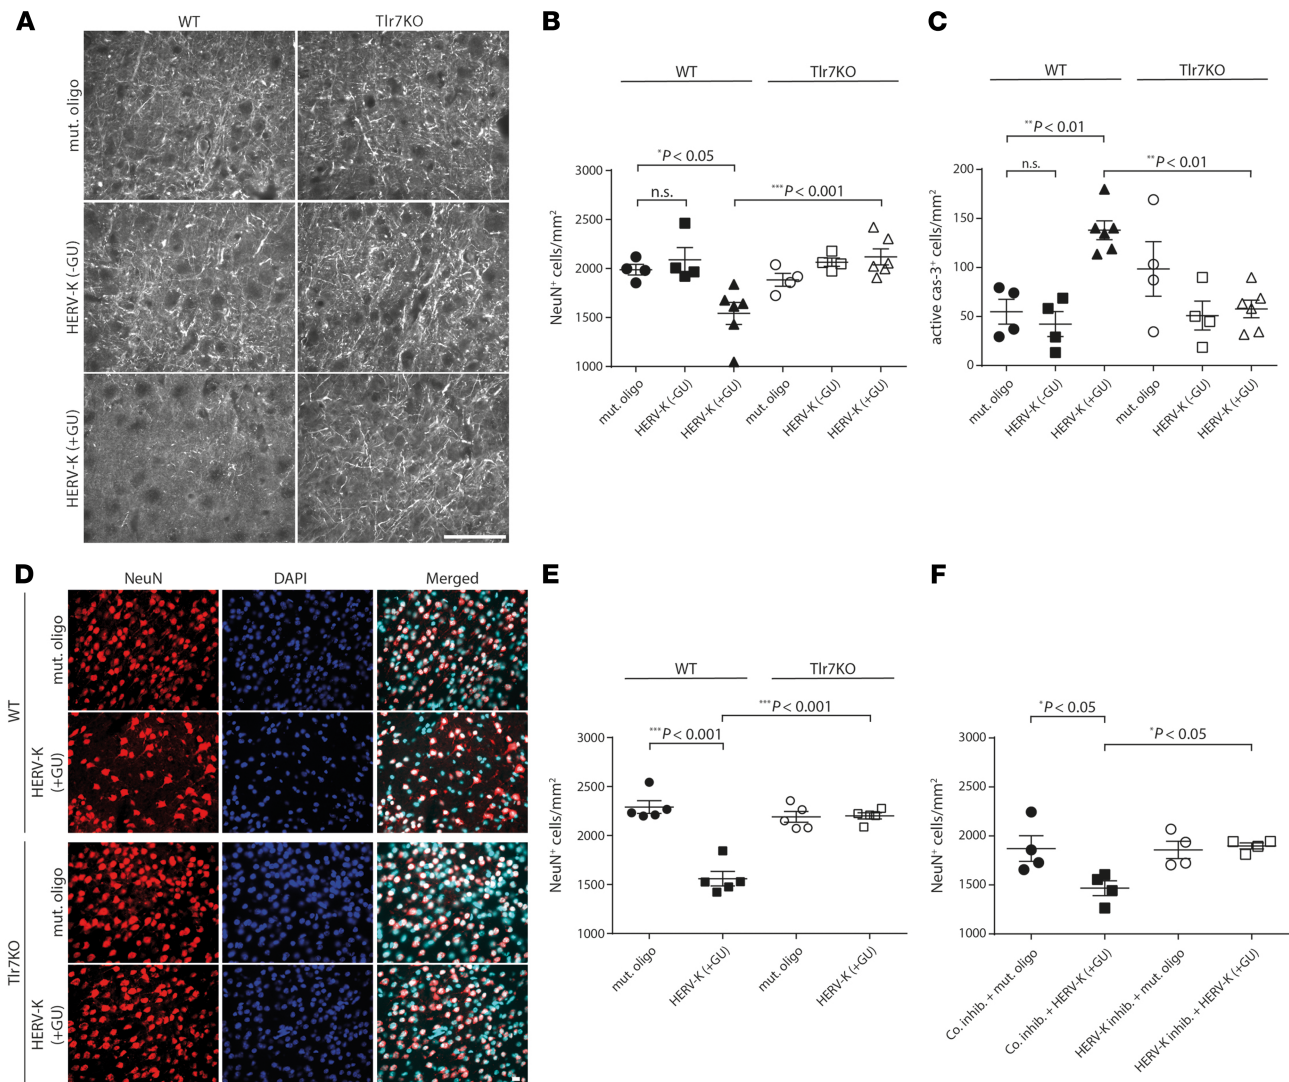 A
WT
Tlr7KO
mut. oligo
HERV-K (-GU)
HERV-K (+GU)
B
WT
Tlr7KO
*P < 0.05
n.s.
***P < 0.001
NeuN+ cells/mm2
3000
2500
2000
1500
1000
mut. oligo
HERV-K (-GU)
HERV-K (+GU)
mut. oligo
HERV-K (-GU)
HERV-K (+GU)
C
WT
Tlr7KO
**P < 0.01
n.s.
**P < 0.01
active cas-3+ cells/mm2
200
150
100
50
0
mut. oligo
HERV-K (-GU)
HERV-K (+GU)
mut. oligo
HERV-K (-GU)
HERV-K (+GU)
D
NeuN
DAPI
Merged
WT
mut. oligo
HERV-K
(+GU)
Tlr7KO
mut. oligo
HERV-K
(+GU)
E
WT
Tlr7KO
***P < 0.001
***P < 0.001
NeuN+ cells/mm2
3000
2500
2000
1500
1000
mut. oligo
HERV-K (+GU)
mut. oligo
HERV-K (+GU)
F
*P < 0.05
*P < 0.05
NeuN+ cells/mm2
3000
2500
2000
1500
1000
Co. inhib. + mut. oligo
Co. inhib. + HERV-K (+GU)
HERV-K inhib. + mut. oligo
HERV-K inhib. + HERV-K (+GU)